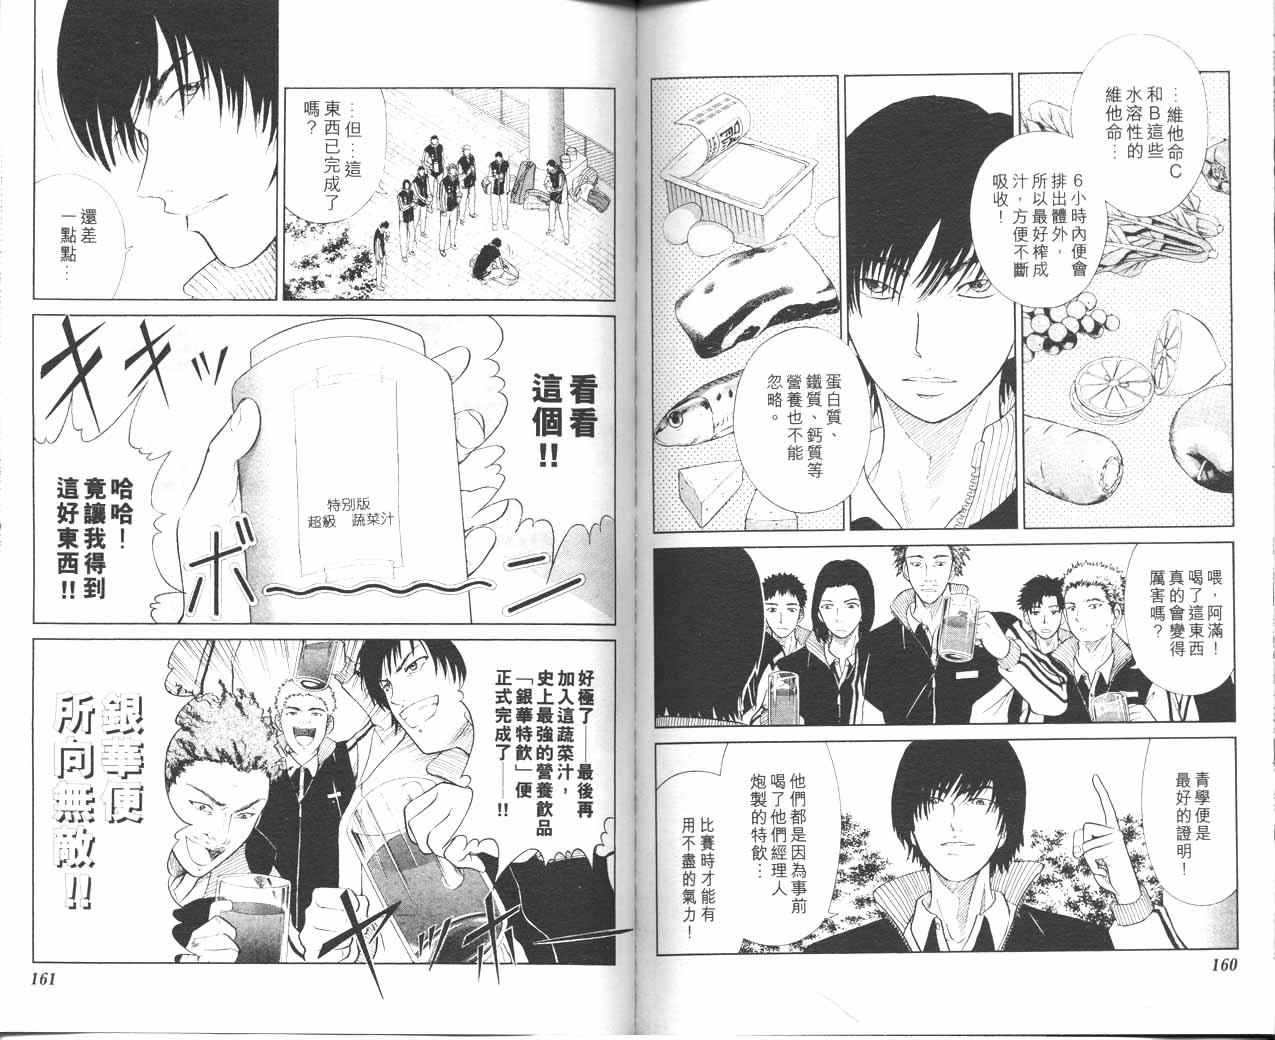 …維他命C
和B這些
水溶性的
維他命…
6小時內便會
排出體外，
所以最好榨成
汁，方便不斷
吸收！
蛋白質、
鐵質、鈣質等
營養也不能
忽略。
喂，阿滿！
喝了這東西
真的會變得
厲害嗎？
青學便是
最好的證明！
他們都是因為事前
喝了他們經理人
炮製的特飲…
比賽時才能有
用不盡的氣力！
160
…但…這
東西已完成了
嗎？
還差
一點點…
看看
這個!!
特別版
超級 蔬菜汁
ボーン
オオッ
哈哈！
竟讓我得到
這好東西!!
好極了——最後再
加入這蔬菜汁，
史上最強的營養飲品
「銀華特飲」便
正式完成了——!!
銀華便
所向無敵!!
オオッ
161